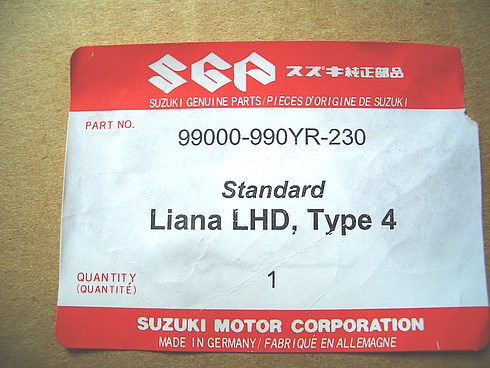 SGP スズキ純正部品
SUZUKI GENUINE PARTS/PIÈCES D'ORIGINE DE SUZUKI
PART NO.
99000-990YR-230
Standard
Liana LHD, Type 4
QUANTITY
(QUANTITÉ)
1
SUZUKI MOTOR CORPORATION
MADE IN GERMANY/FABRIQUÉ EN ALLEMAGNE